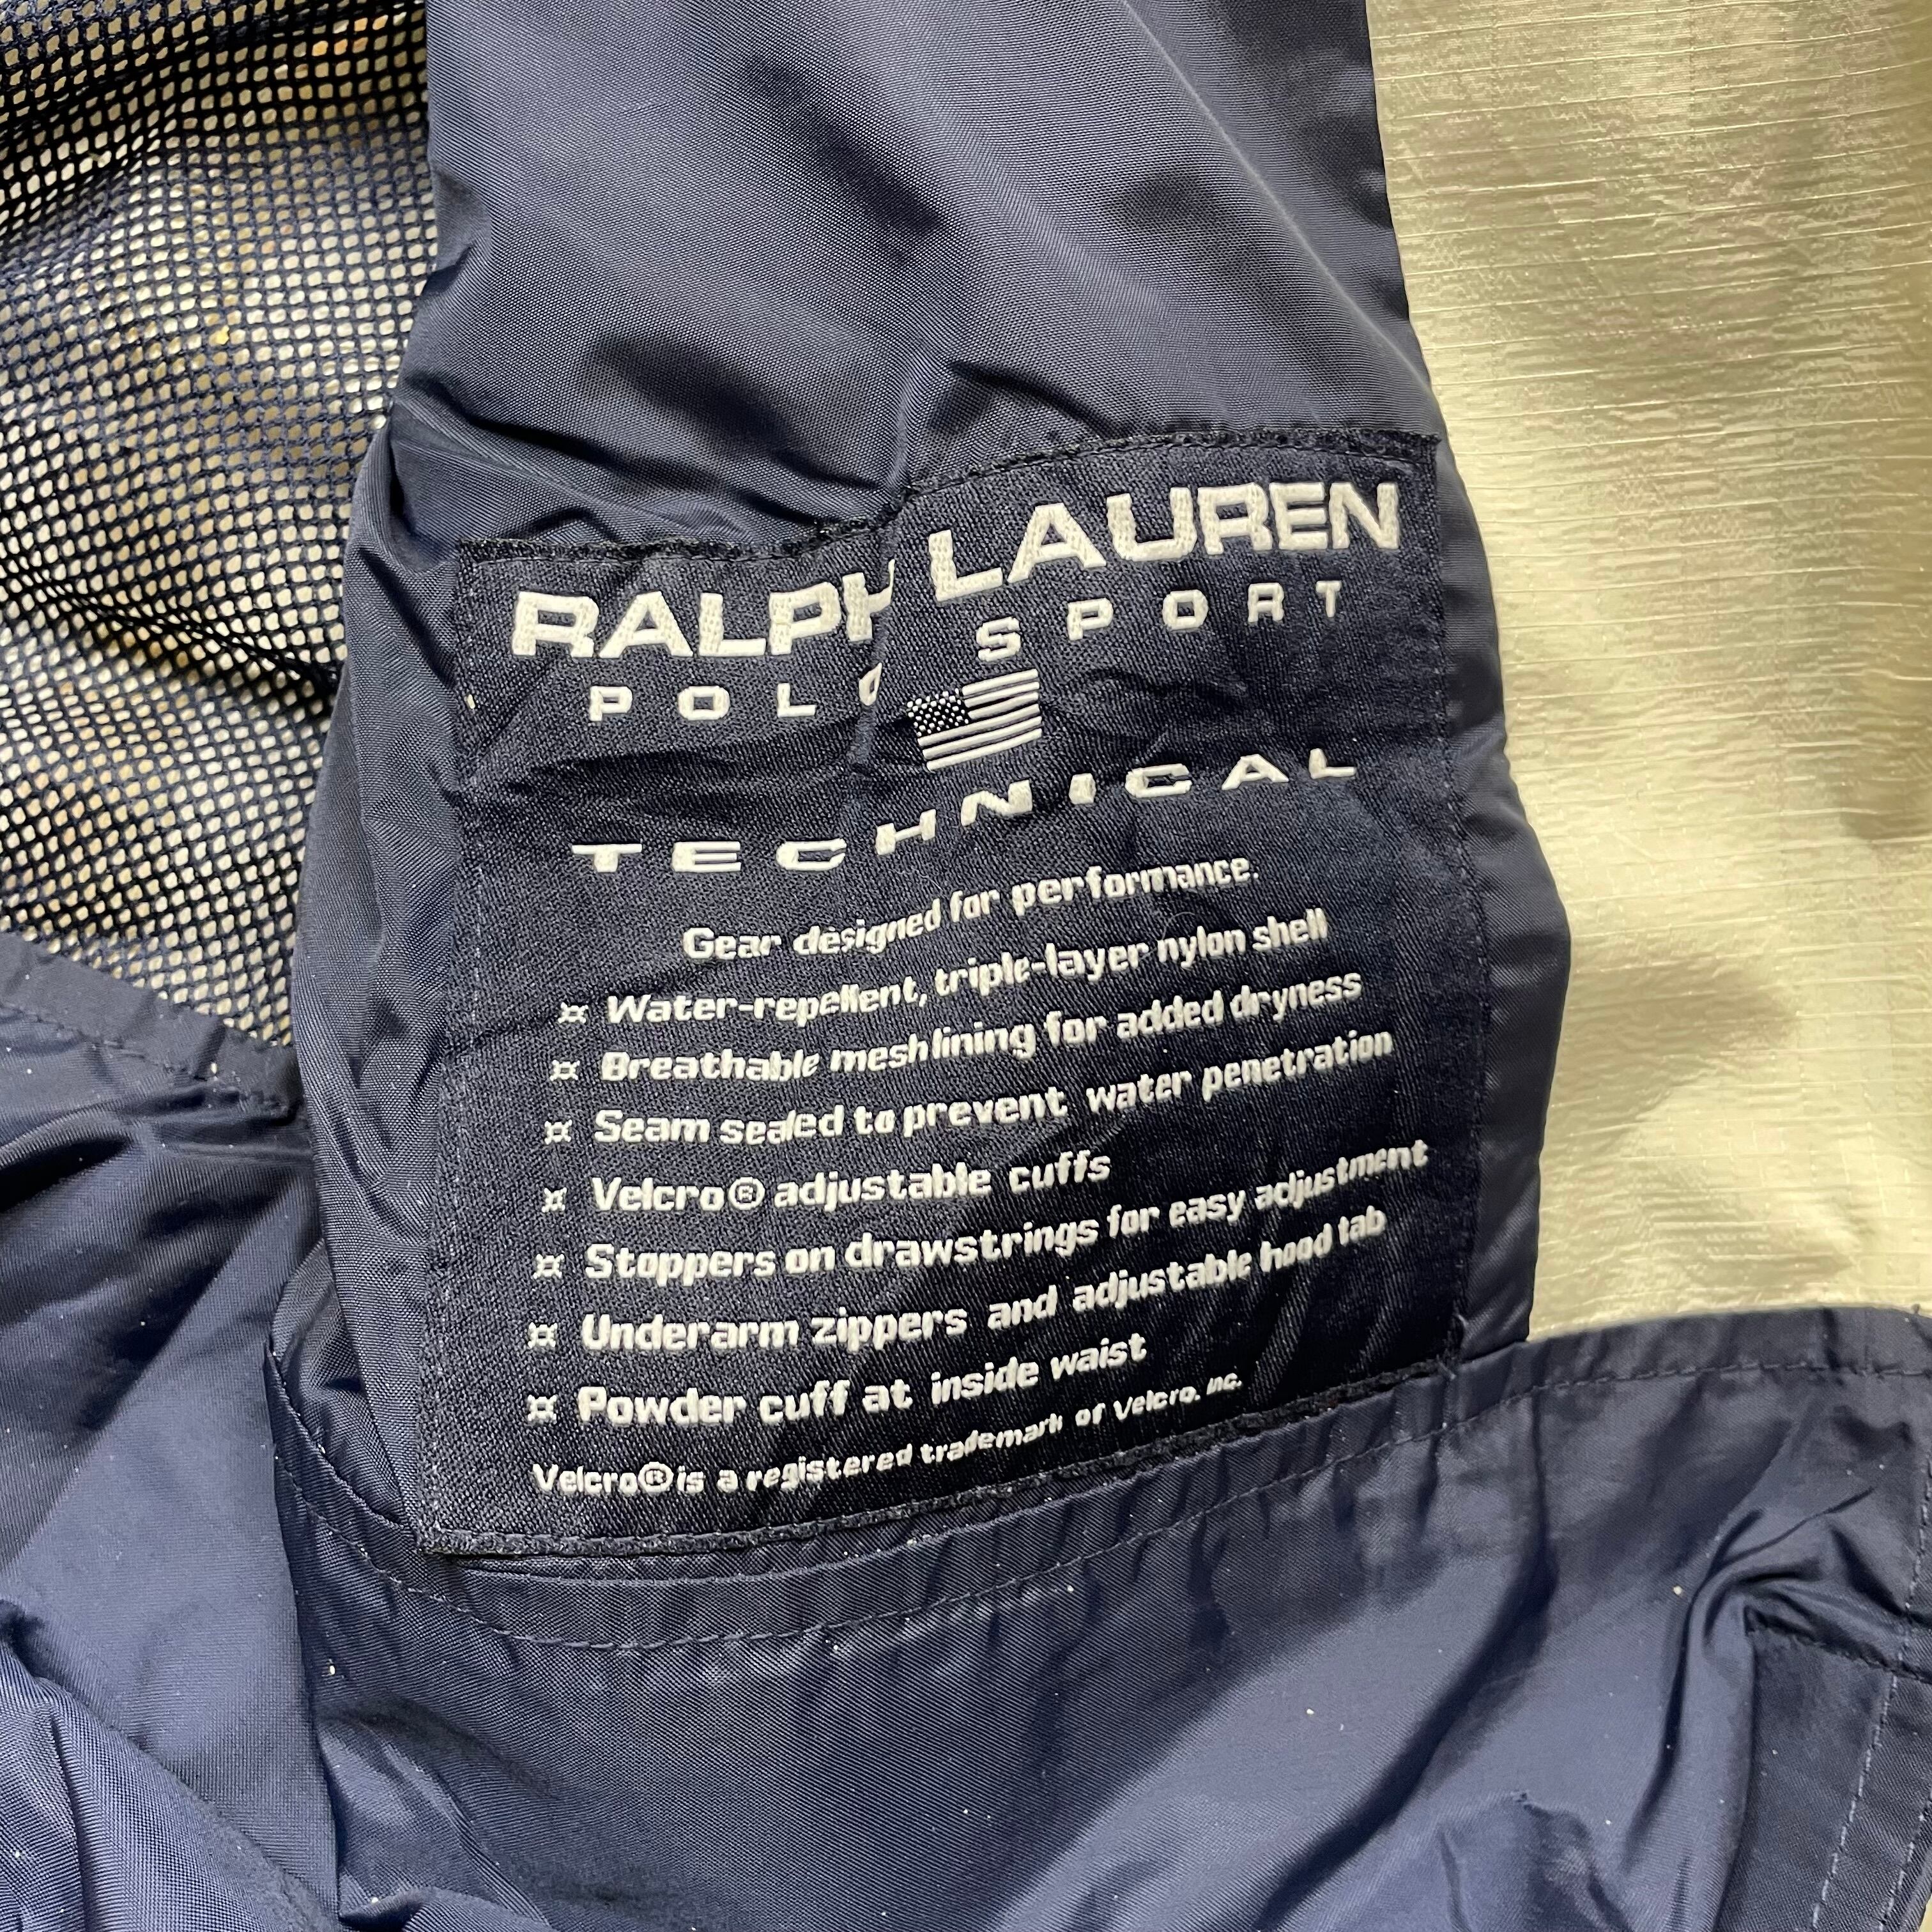 RALPH LAUREN
POLO SPORT
TECHNICAL
Gear designed for performance.
¤ Water-repellent, triple-layer nylon shell
¤ Breathable mesh lining for added dryness
¤ Seam sealed to prevent water penetration
¤ Velcro® adjustable cuffs
¤ Stoppers on drawstrings for easy adjustment
¤ Underarm zippers and adjustable hood tab
¤ Powder cuff at inside waist
Velcro® is a registered trademark of Velcro. Inc.